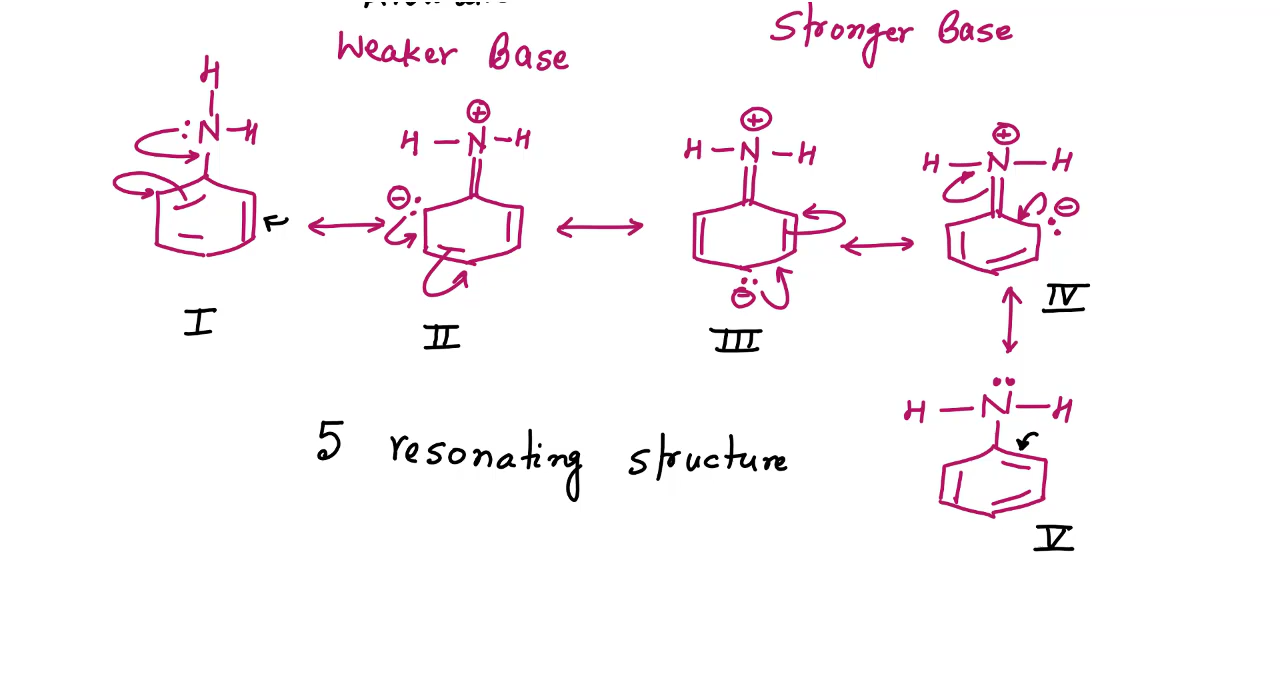 Weaker Base
Stronger Base
H
:N-H
⊕
H-N-H
⊖:
⊕
H-N-H
:
⊖
⊕
H-N-H
⊖
:
I
II
III
IV
H-N̈-H
5 resonating structure
V